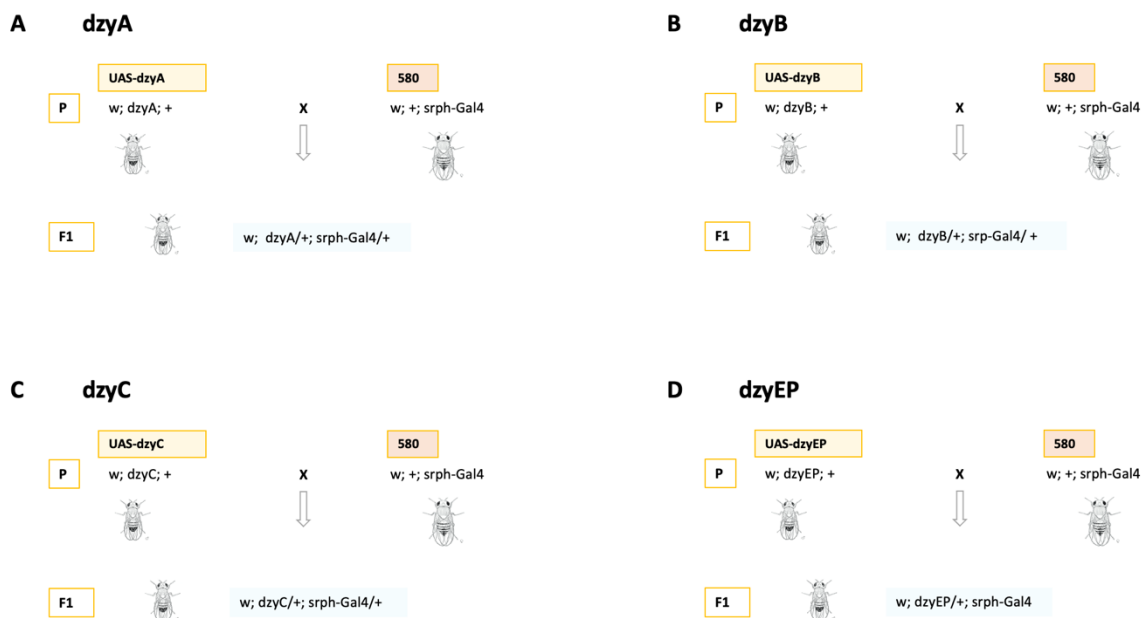 A dzyA
UAS-dzyA 580
P w; dzyA; + X w; +; srph-Gal4
F1 w; dzyA/+; srph-Gal4/+
B dzyB
UAS-dzyB 580
P w; dzyB; + X w; +; srph-Gal4
F1 w; dzyB/+; srp-Gal4/ +
C dzyC
UAS-dzyC 580
P w; dzyC; + X w; +; srph-Gal4
F1 w; dzyC/+; srph-Gal4/+
D dzyEP
UAS-dzyEP 580
P w; dzyEP; + X w; +; srph-Gal4
F1 w; dzyEP/+; srph-Gal4